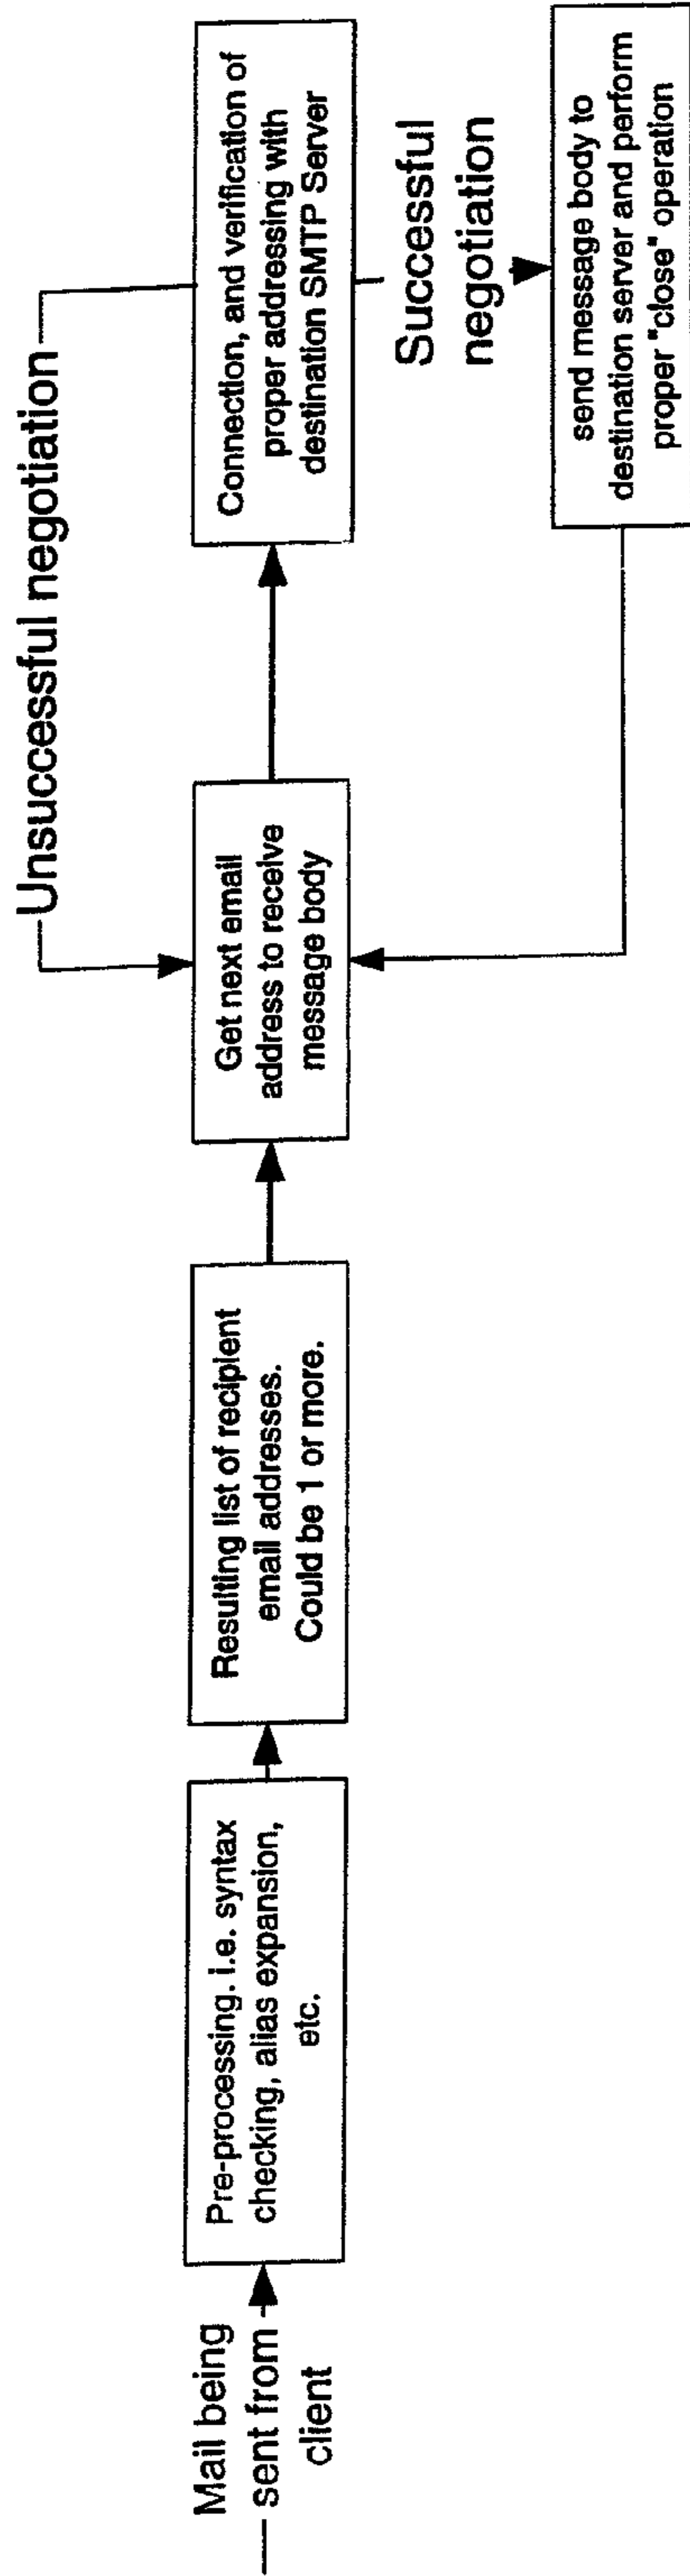 Mail being
sent from
client
Pre-processing. i.e. syntax
checking, alias expansion,
etc.
Resulting list of recipient
email addresses.
Could be 1 or more.
Get next email
address to receive
message body
Unsuccessful negotiation
Connection, and verification of
proper addressing with
destination SMTP Server
Successful
negotiation
send message body to
destination server and perform
proper "close" operation